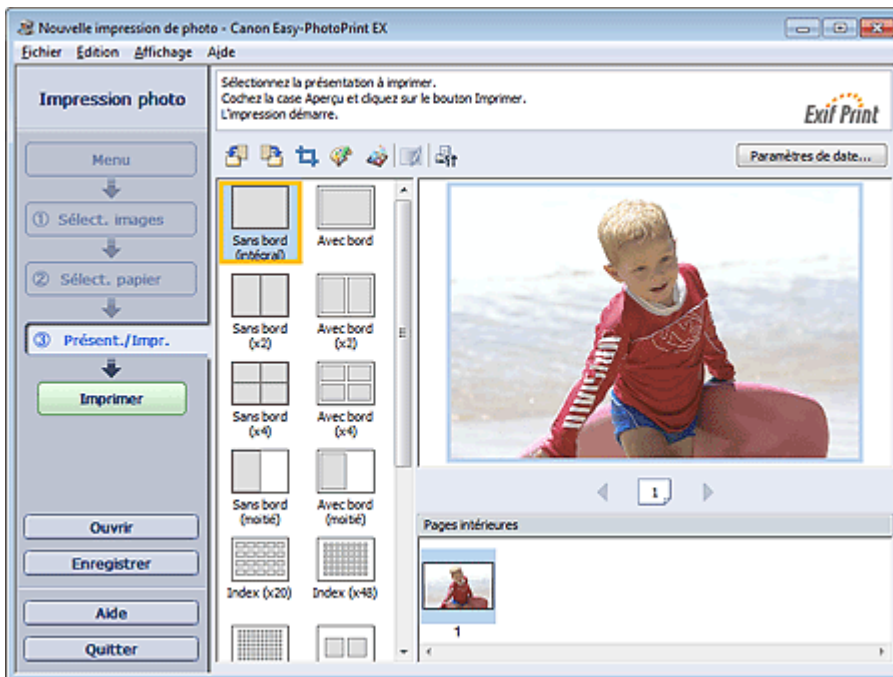 Nouvelle impression de photo - Canon Easy-PhotoPrint EX
Fichier Edition Affichage Aide
Impression photo
Sélectionnez la présentation à imprimer.
Cochez la case Aperçu et cliquez sur le bouton Imprimer.
L'impression démarre.
Exif Print
Menu
① Sélect. images
② Sélect. papier
③ Présent./Impr.
Imprimer
Ouvrir
Enregistrer
Aide
Quitter
Paramètres de date...
Sans bord (intégral)
Avec bord
Sans bord (x2)
Avec bord (x2)
Sans bord (x4)
Avec bord (x4)
Sans bord (moitié)
Avec bord (moitié)
Index (x20)
Index (x48)
1
Pages intérieures
1